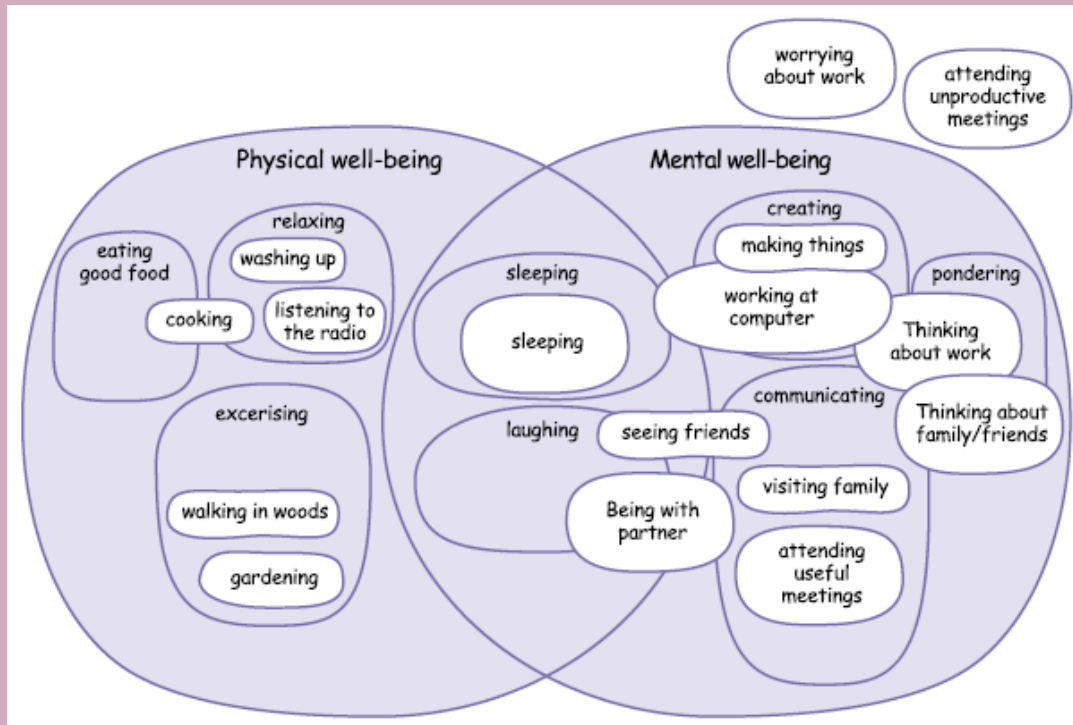 worrying
about work
attending
unproductive
meetings
Physical well-being
Mental well-being
eating
good food
relaxing
washing up
listening to
the radio
cooking
excerising
walking in woods
gardening
sleeping
sleeping
laughing
seeing friends
Being with
partner
creating
making things
working at
computer
pondering
Thinking
about work
communicating
Thinking about
family/friends
visiting family
attending
useful
meetings